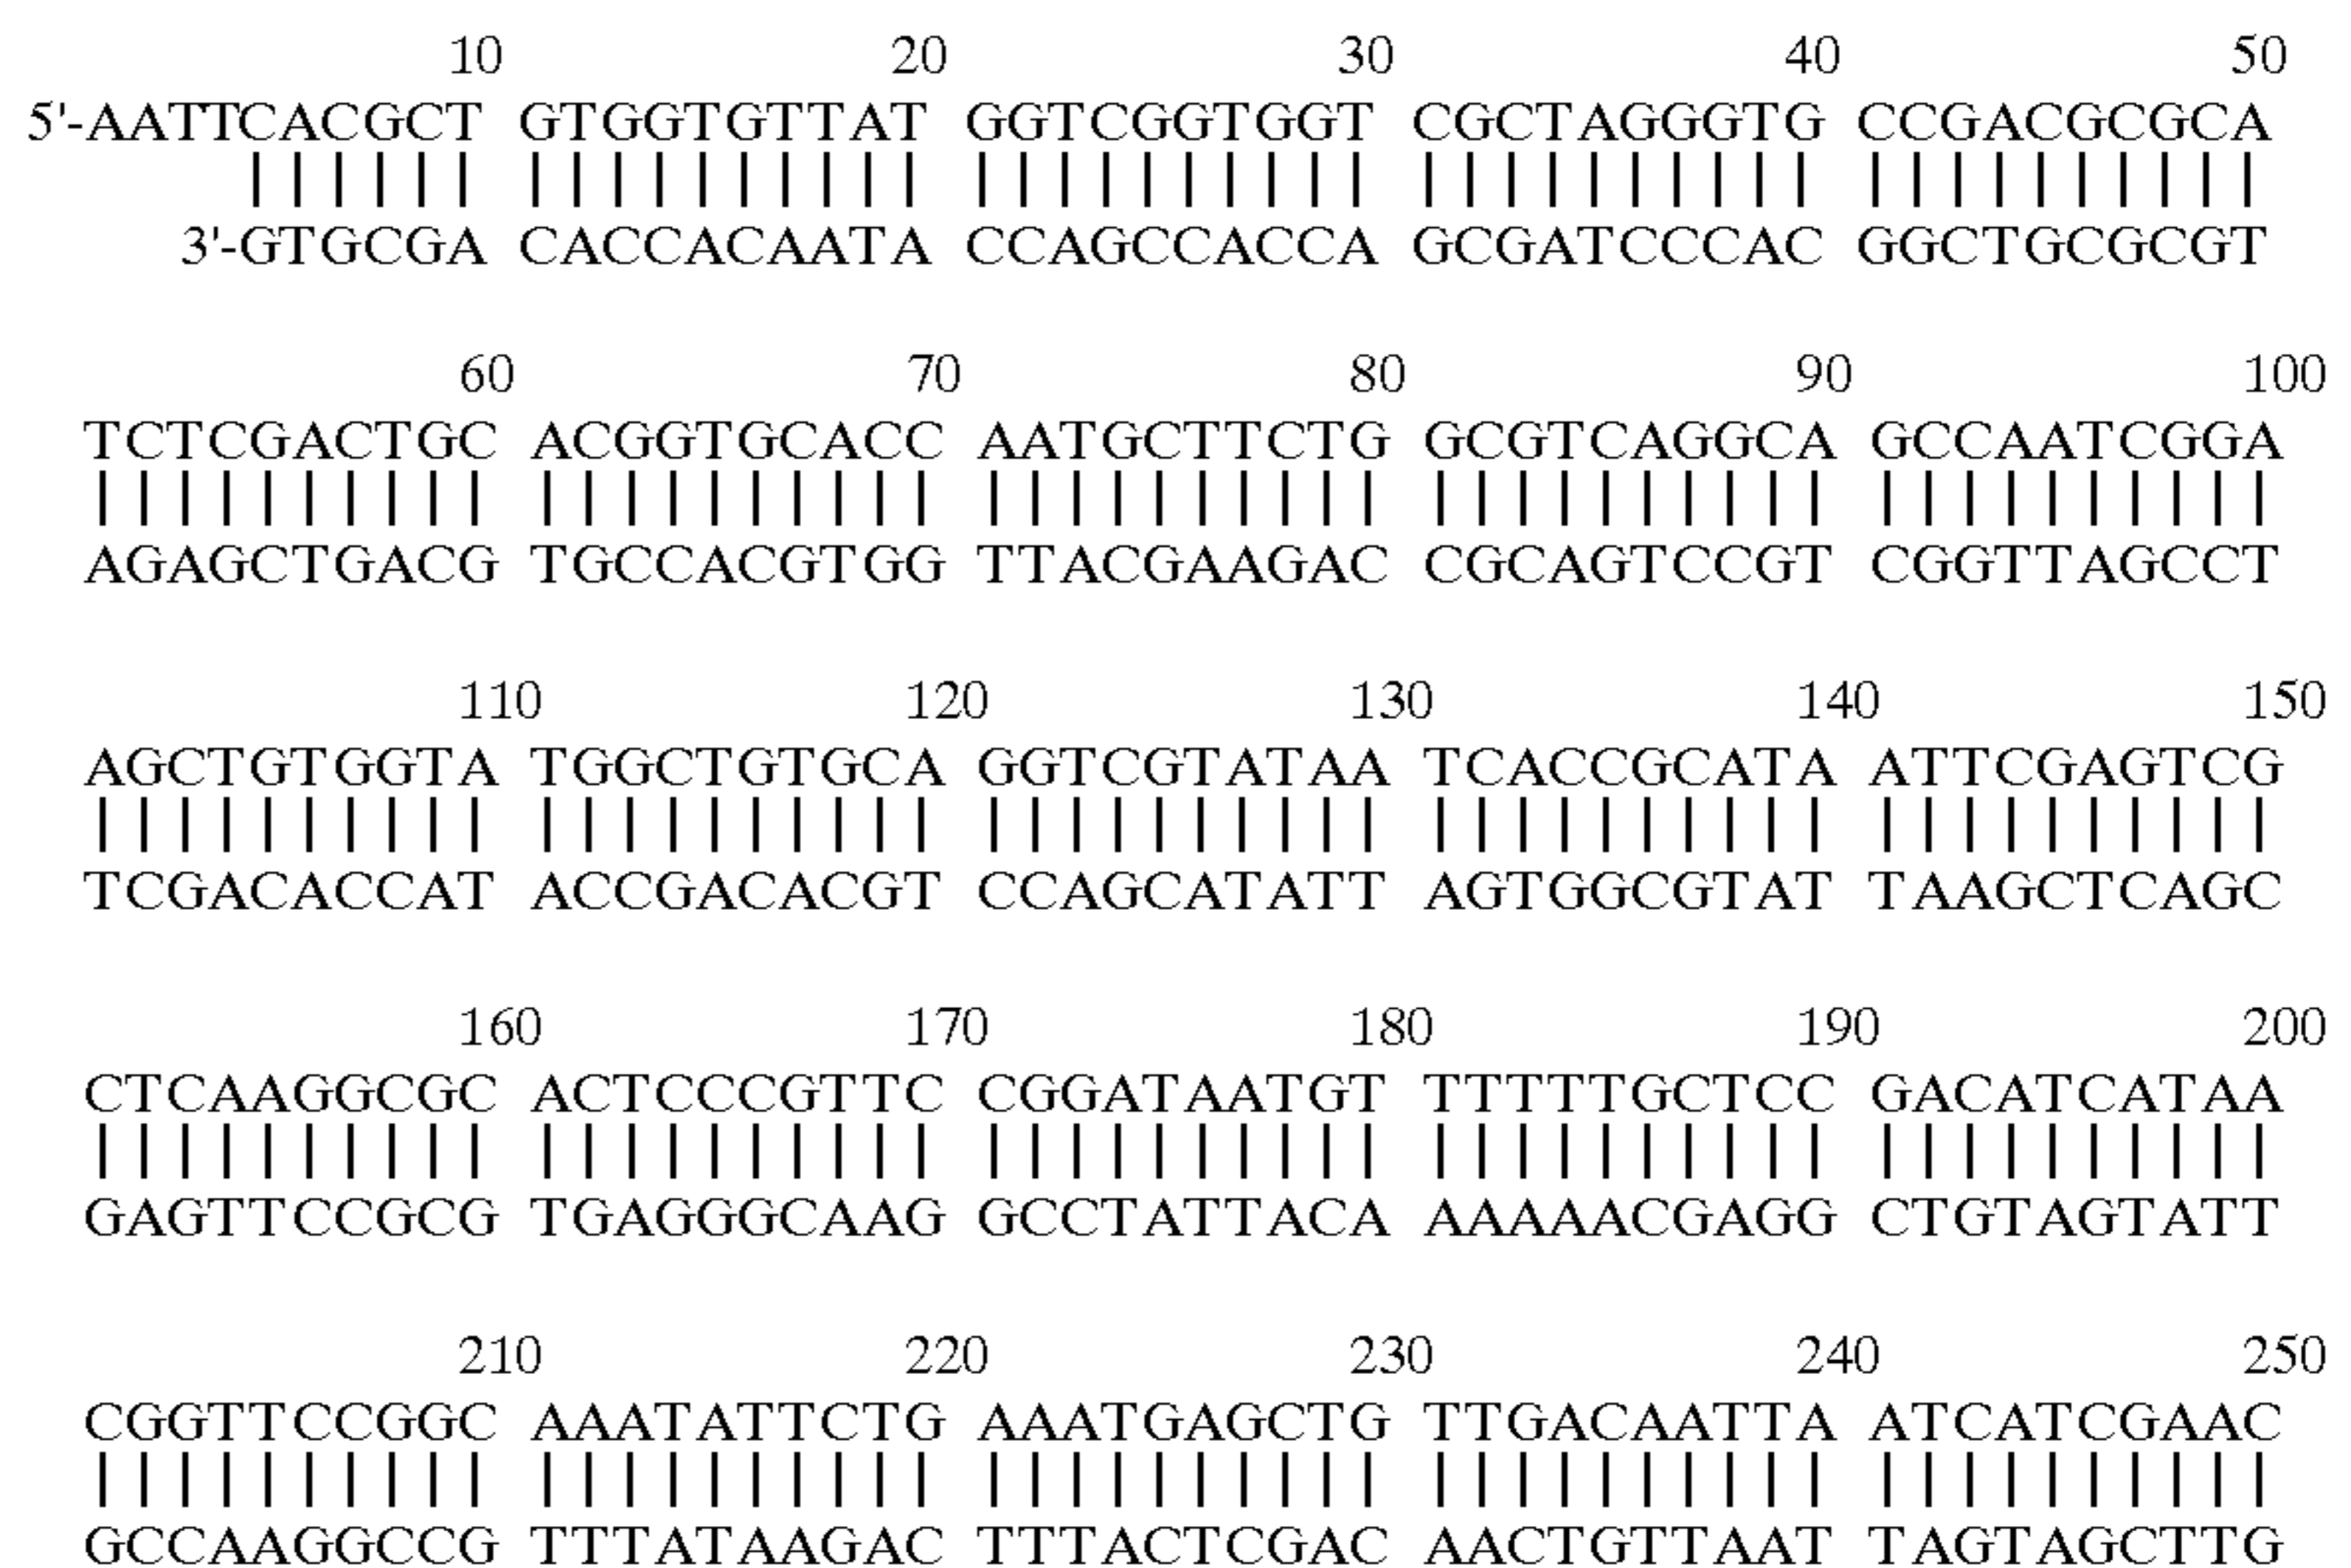 10 20 30 40 50
5'-AATTCACGCT GTGGTGTTAT GGTCGGTGGT CGCTAGGGTG CCGACGCGCA
3'-GTGCGA CACCACAATA CCAGCCACCA GCGATCCCAC GGCTGCGCGT
60 70 80 90 100
TCTCGACTGC ACGGTGCACC AATGCTTCTG GCGTCAGGCA GCCAATCGGA
AGAGCTGACG TGCCACGTGG TTACGAAGAC CGCAGTCCGT CGGTTAGCCT
110 120 130 140 150
AGCTGTGGTA TGGCTGTGCA GGTCGTATAA TCACCGCATA ATTCGAGTCG
TCGACACCAT ACCGACACGT CCAGCATATT AGTGGCGTAT TAAGCTCAGC
160 170 180 190 200
CTCAAGGCGC ACTCCCGTTC CGGATAATGT TTTTTGCTCC GACATCATAA
GAGTTCCGCG TGAGGGCAAG GCCTATTACA AAAAACGAGG CTGTAGTATT
210 220 230 240 250
CGGTTCCGGC AAATATTCTG AAATGAGCTG TTGACAATTA ATCATCGAAC
GCCAAGGCCG TTTATAAGAC TTTACTCGAC AACTGTTAAT TAGTAGCTTG